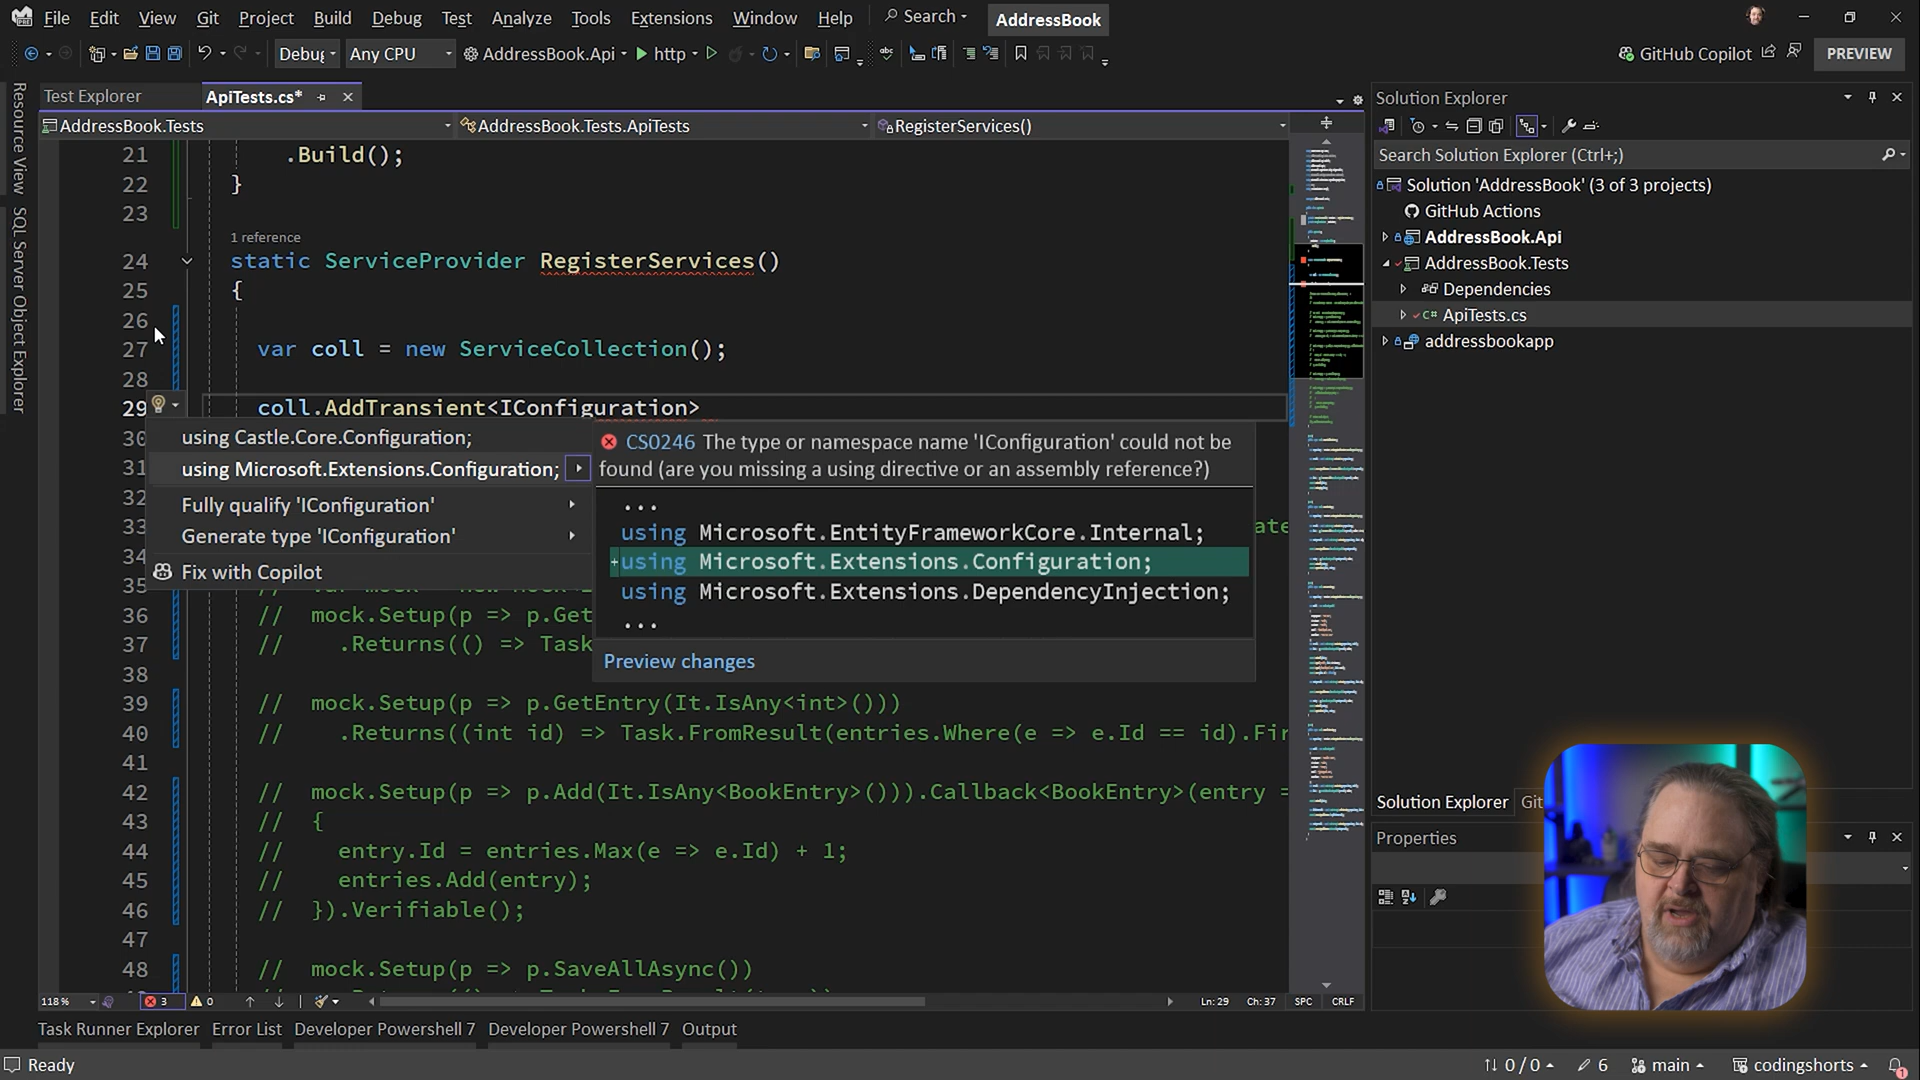 File Edit View Git Project Build Debug Test Analyze Tools Extensions Window Help Search AddressBook
Debug Any CPU AddressBook.Api http GitHub Copilot PREVIEW
Resource View
SQL Server Object Explorer
Test Explorer ApiTests.cs*
AddressBook.Tests AddressBook.Tests.ApiTests RegisterServices()
21 .Build();
22 }
23
1 reference
24 static ServiceProvider RegisterServices()
25 {
26
27 var coll = new ServiceCollection();
28
29 coll.AddTransient<IConfiguration>
30
31
32
33
34
35
using Castle.Core.Configuration;
using Microsoft.Extensions.Configuration;
Fully qualify 'IConfiguration'
Generate type 'IConfiguration'
Fix with Copilot
CS0246 The type or namespace name 'IConfiguration' could not be
found (are you missing a using directive or an assembly reference?)
...
using Microsoft.EntityFrameworkCore.Internal;
+using Microsoft.Extensions.Configuration;
using Microsoft.Extensions.DependencyInjection;
...
Preview changes
36 // mock.Setup(p => p.Get
37 // .Returns(() => Task
38
39 // mock.Setup(p => p.GetEntry(It.IsAny<int>()))
40 // .Returns((int id) => Task.FromResult(entries.Where(e => e.Id == id).Fir
41
42 // mock.Setup(p => p.Add(It.IsAny<BookEntry>())).Callback<BookEntry>(entry =
43 // {
44 // entry.Id = entries.Max(e => e.Id) + 1;
45 // entries.Add(entry);
46 // }).Verifiable();
47
48 // mock.Setup(p => p.SaveAllAsync())
118 % 3 0 Ln: 29 Ch: 37 SPC CRLF
Task Runner Explorer Error List Developer Powershell 7 Developer Powershell 7 Output
Ready 0 / 0 6 main codingshorts 1
Solution Explorer
Search Solution Explorer (Ctrl+;)
Solution 'AddressBook' (3 of 3 projects)
GitHub Actions
AddressBook.Api
AddressBook.Tests
Dependencies
C# ApiTests.cs
addressbookapp
Solution Explorer Git
Properties